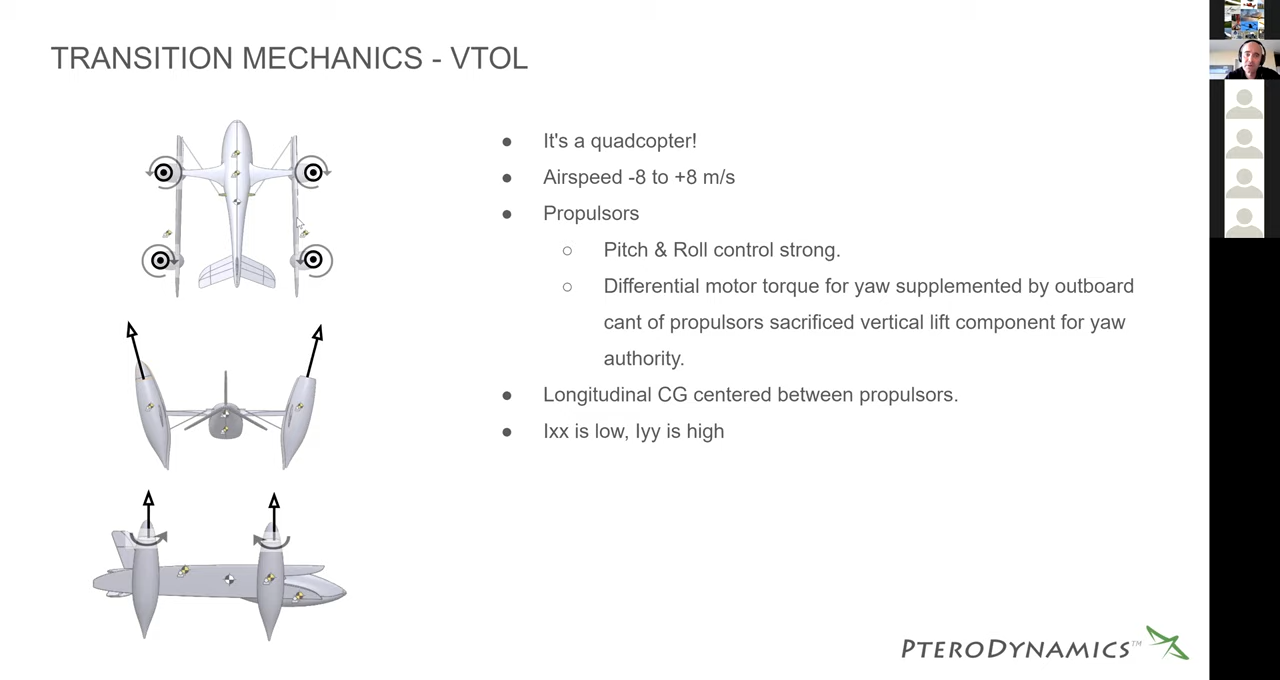 TRANSITION MECHANICS - VTOL
● It's a quadcopter!
● Airspeed -8 to +8 m/s
● Propulsors
○ Pitch & Roll control strong.
○ Differential motor torque for yaw supplemented by outboard
cant of propulsors sacrificed vertical lift component for yaw
authority.
● Longitudinal CG centered between propulsors.
● Ixx is low, Iyy is high
PTERODYNAMICS™